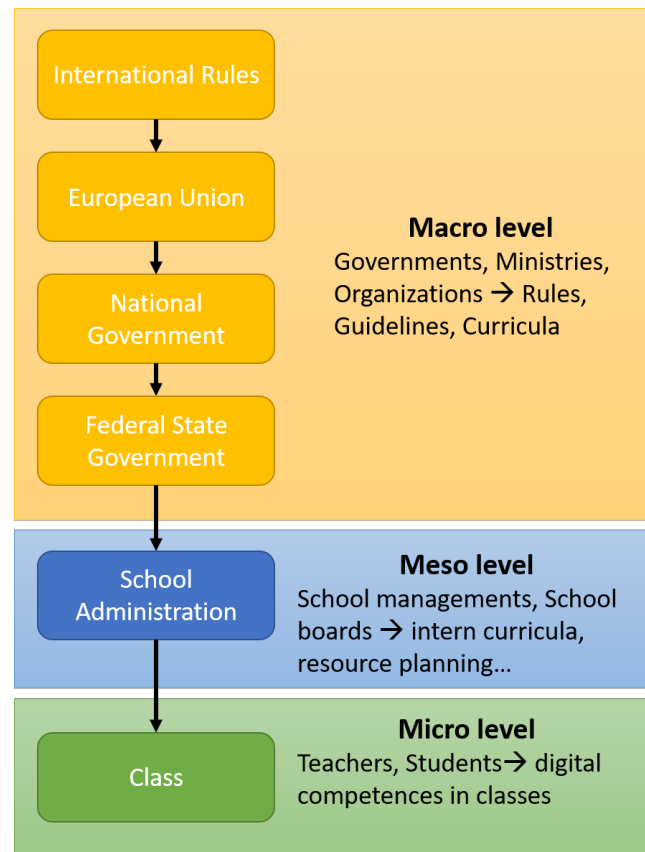 International Rules
European Union
National
Government
Federal State
Government
Macro level
Governments, Ministries,
Organizations → Rules,
Guidelines, Curricula
School
Administration
Meso level
School managements, School
boards → intern curricula,
resource planning...
Class
Micro level
Teachers, Students→ digital
competences in classes